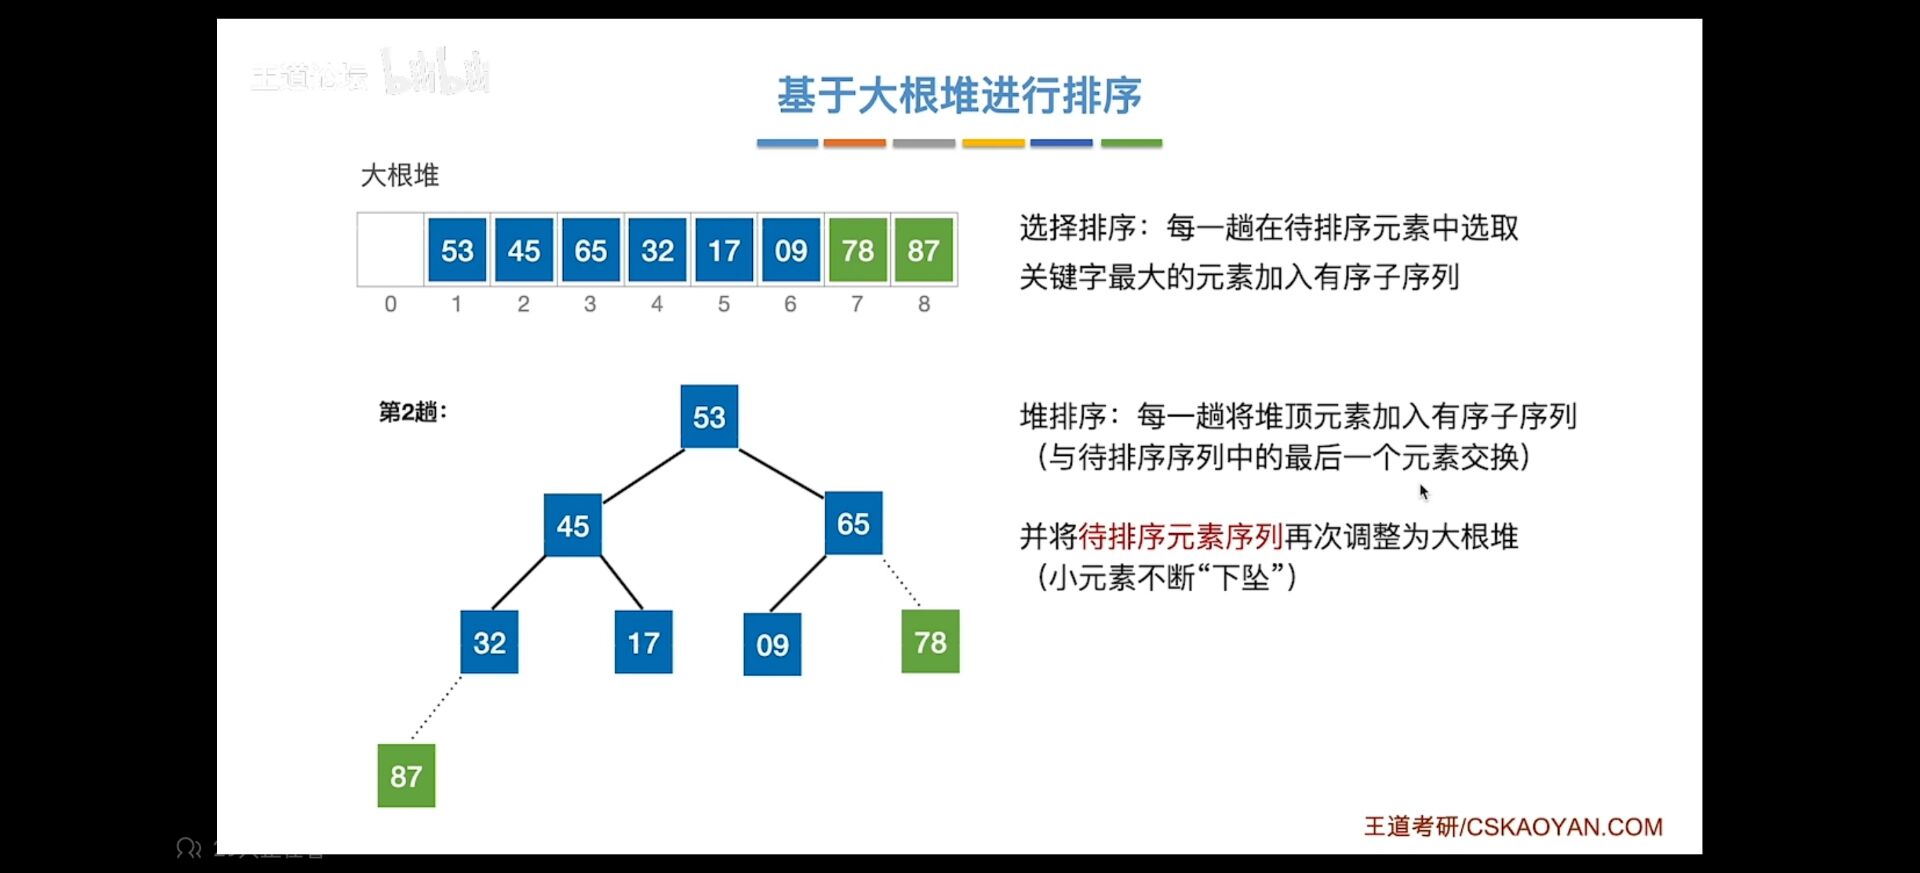 王道论坛 bilibili
基于大根堆进行排序
大根堆
53 45 65 32 17 09 78 87
0 1 2 3 4 5 6 7 8
选择排序：每一趟在待排序元素中选取
关键字最大的元素加入有序子序列
第2趟：
53
45 65
32 17 09 78
87
堆排序：每一趟将堆顶元素加入有序子序列
（与待排序序列中的最后一个元素交换）
并将待排序元素序列再次调整为大根堆
（小元素不断“下坠”）
王道考研/CSKAOYAN.COM